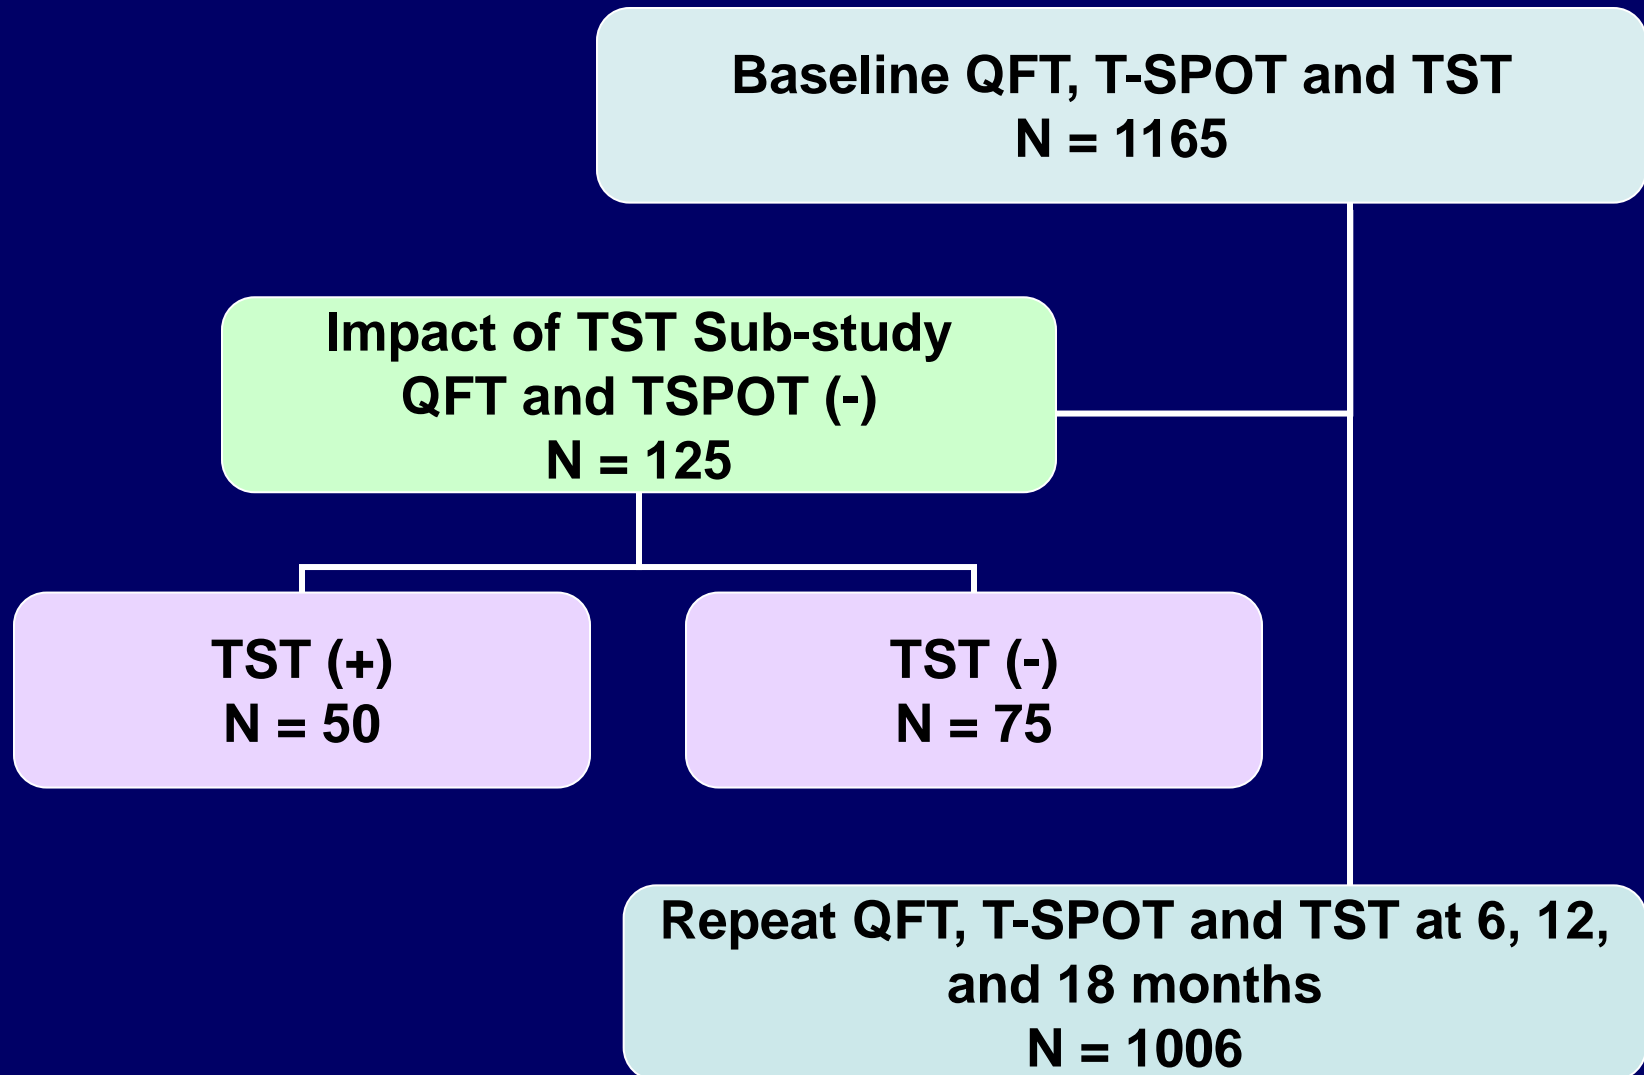 Baseline QFT, T-SPOT and TST
N = 1165
Impact of TST Sub-study
QFT and TSPOT (-)
N = 125
TST (+)
N = 50
TST (-)
N = 75
Repeat QFT, T-SPOT and TST at 6, 12,
and 18 months
N = 1006